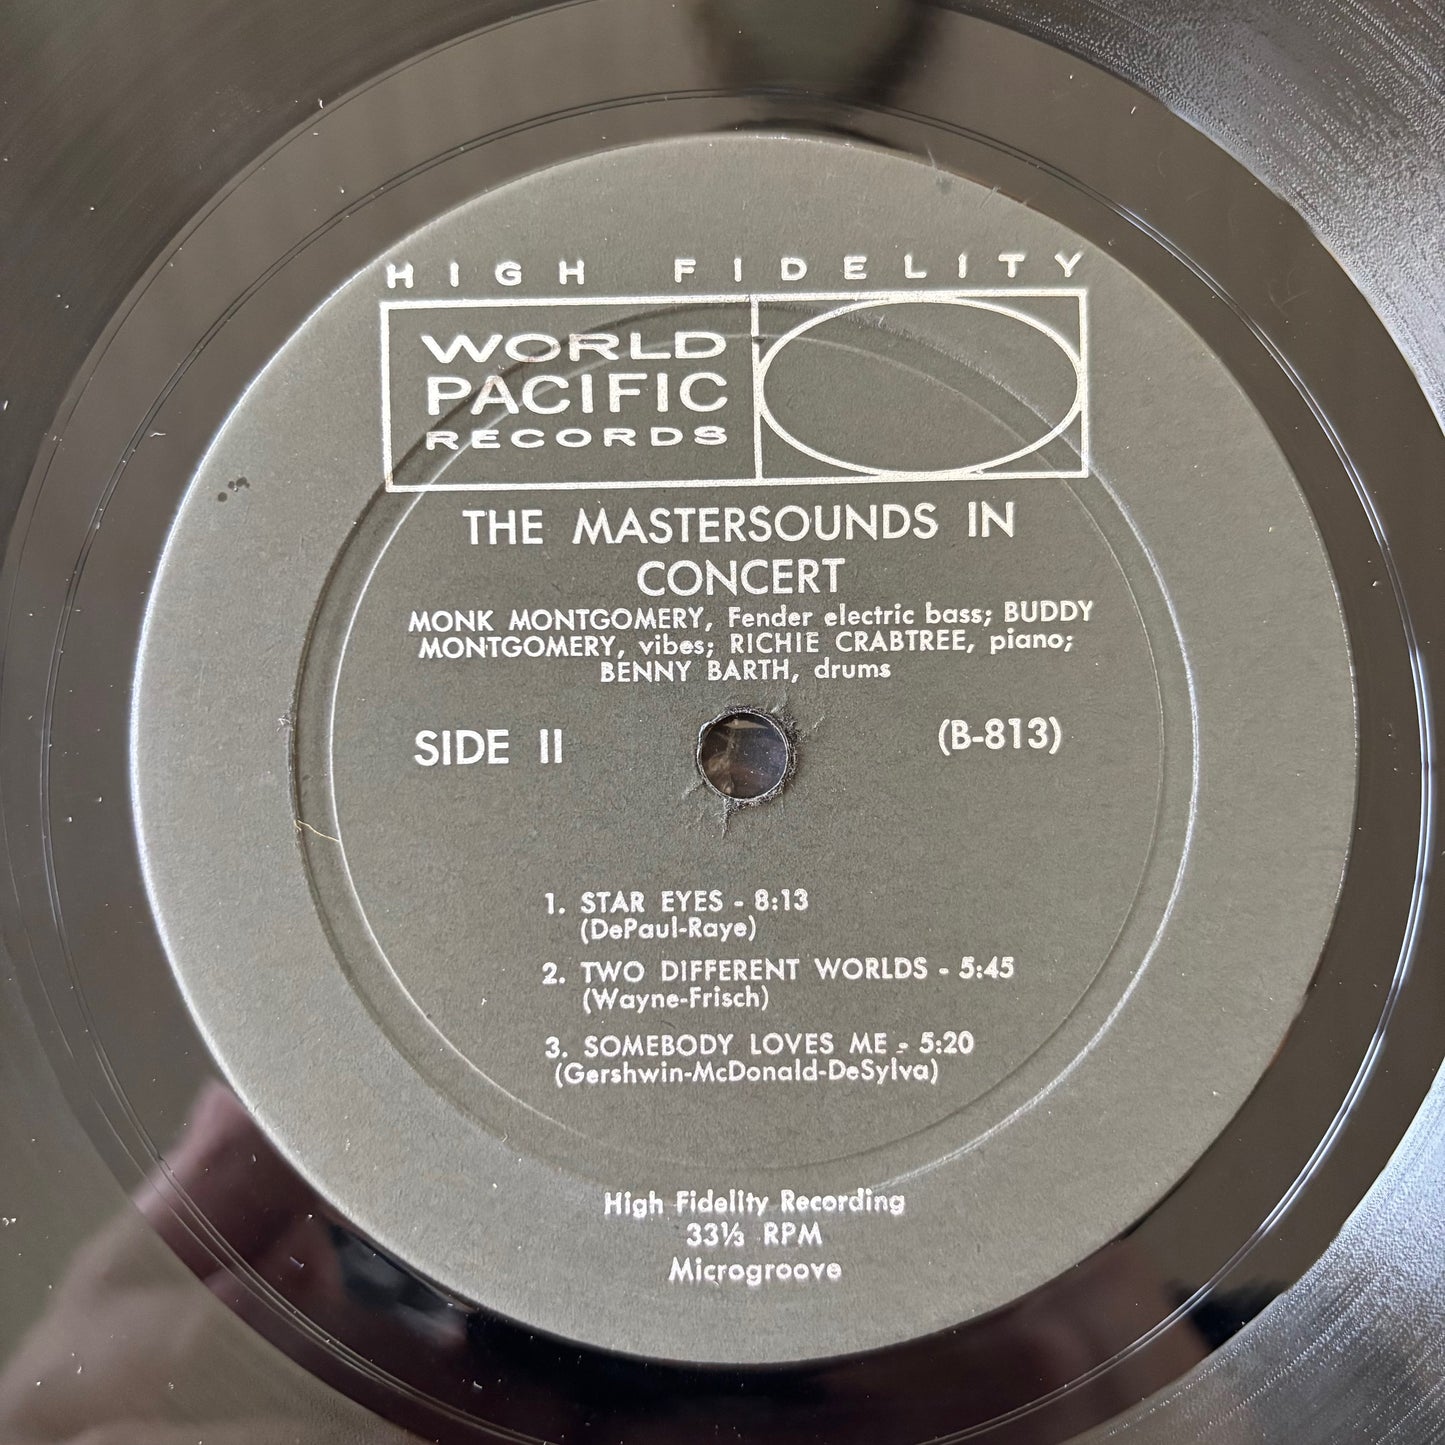 HIGH FIDELITY
WORLD
PACIFIC
RECORDS
THE MASTERSOUNDS IN
CONCERT
MONK MONTGOMERY, Fender electric bass; BUDDY
MONTGOMERY, vibes; RICHIE CRABTREE, piano;
BENNY BARTH, drums
SIDE II
(B-813)
1. STAR EYES - 8:13
(DePaul-Raye)
2. TWO DIFFERENT WORLDS - 5:45
(Wayne-Frisch)
3. SOMEBODY LOVES ME - 5:20
(Gershwin-McDonald-DeSylva)
High Fidelity Recording
33⅓ RPM
Microgroove